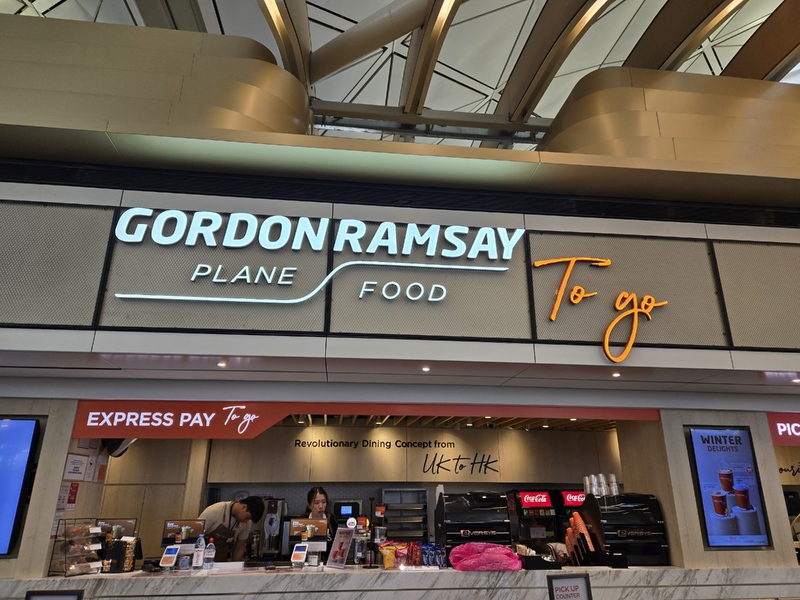 GORDON RAMSAY
PLANE FOOD
To go
EXPRESS PAY To go
Revolutionary Dining Concept from
UK to HK
WINTER
DELIGHTS
PIC
Coca-Cola
Coca-Cola
PICK UP
COUNTER